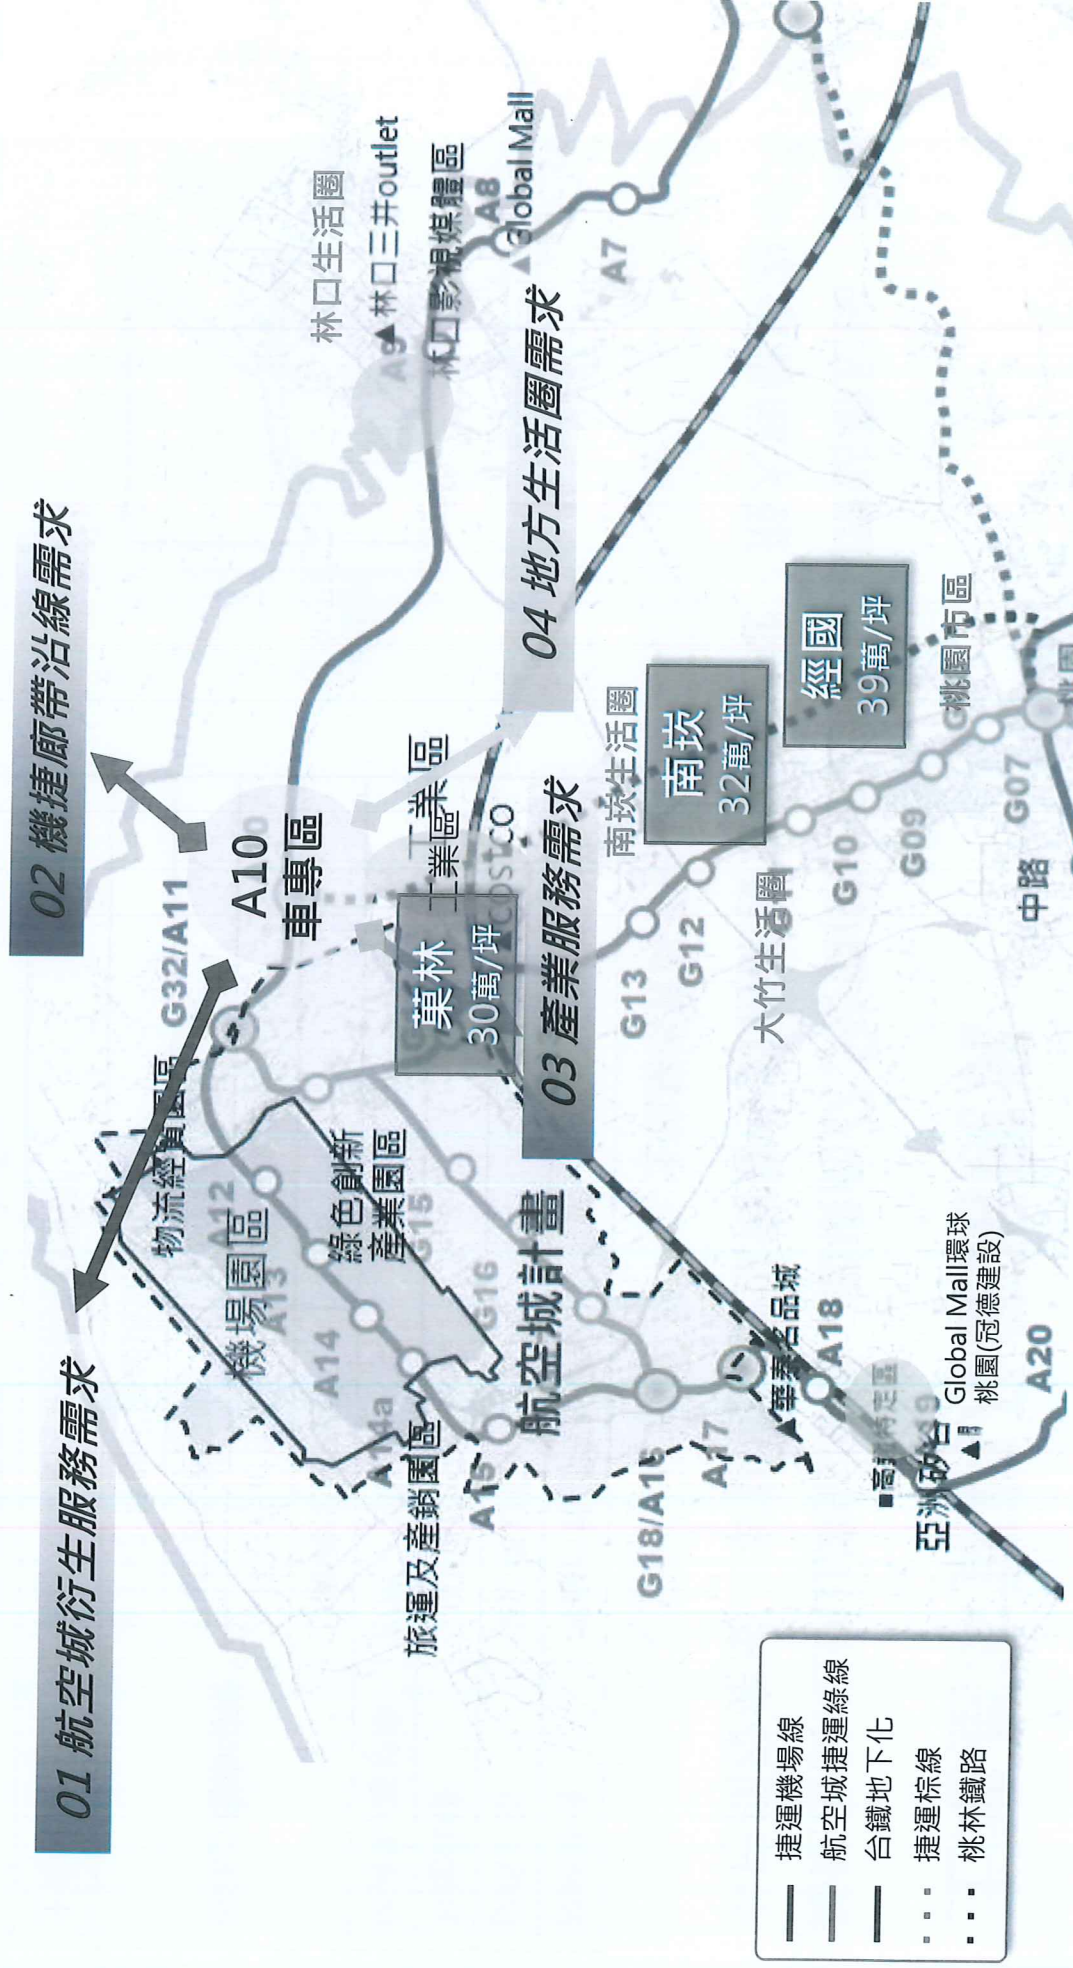 01 航空城衍生服務需求
02 機捷廊帶沿線需求
G32/A11
A10
車專區
物流經貿園區
A12
機場園區
A13
綠色創新
產業園區
G15
A14
A14a
旅運及產銷園區
A15
G16
航空城計畫
G18/A16
A17
華泰名品城
A18
亞洲矽谷
Global Mall環球
桃園(冠德建設)
A20
菓林
30萬/坪
工業區
工業區
COSTCO
03 產業服務需求
04 地方生活圈需求
林口生活圈
A9
林口三井outlet
林口影視媒體區
A8
Global Mall
A7
南崁生活圈
南崁
32萬/坪
經國
39萬/坪
桃園市區
G13
G12
大竹生活圈
G10
G09
G07
中路
桃園
捷運機場線
航空城捷運綠線
台鐵地下化
捷運棕線
桃林鐵路